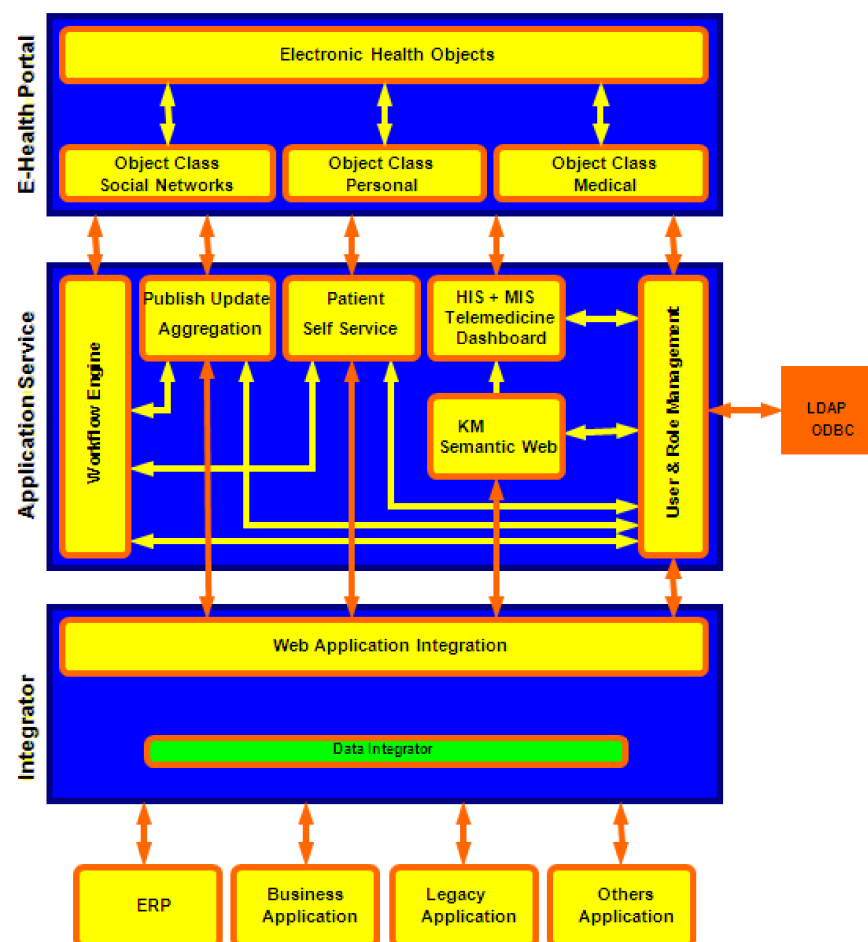 E-Health Portal
Electronic Health Objects
Object Class
Social Networks
Object Class
Personal
Object Class
Medical
Application Service
Workflow Engine
Publish Update
Aggregation
Patient
Self Service
HIS + MIS
Telemedicine
Dashboard
KM
Semantic Web
User & Role Management
LDAP
ODBC
Integrator
Web Application Integration
Data Integrator
ERP
Business
Application
Legacy
Application
Others
Application